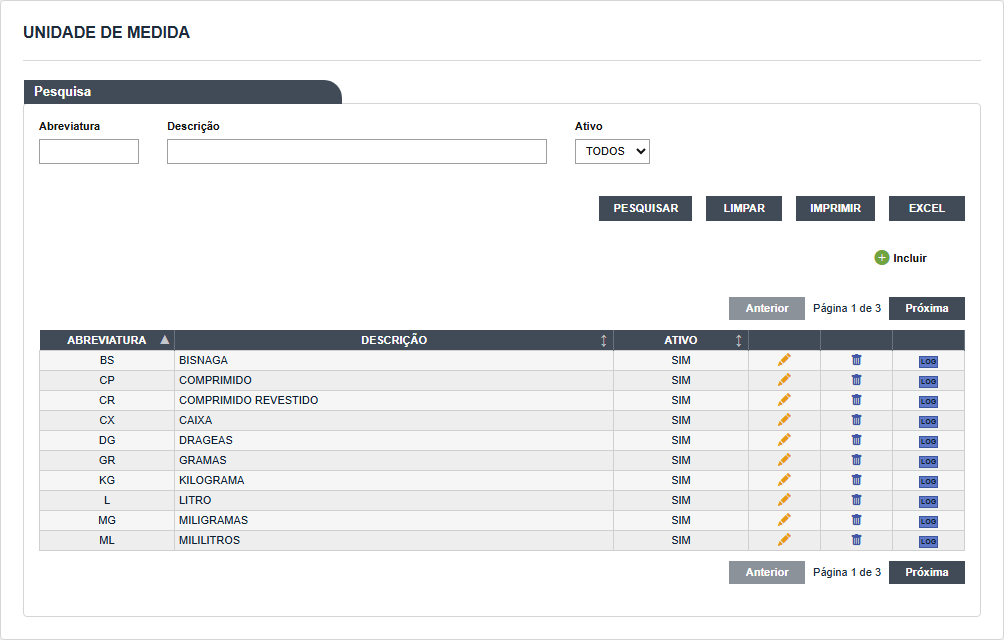 UNIDADE DE MEDIDA
Pesquisa
Abreviatura Descrição Ativo
TODOS
PESQUISAR LIMPAR IMPRIMIR EXCEL
Incluir
Anterior Página 1 de 3 Próxima
ABREVIATURA DESCRIÇÃO ATIVO
BS BISNAGA SIM LOG
CP COMPRIMIDO SIM LOG
CR COMPRIMIDO REVESTIDO SIM LOG
CX CAIXA SIM LOG
DG DRAGEAS SIM LOG
GR GRAMAS SIM LOG
KG KILOGRAMA SIM LOG
L LITRO SIM LOG
MG MILIGRAMAS SIM LOG
ML MILILITROS SIM LOG
Anterior Página 1 de 3 Próxima